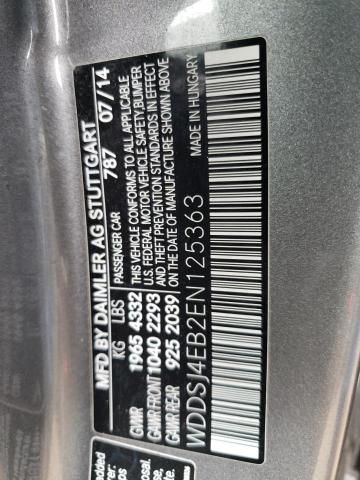 MFD BY DAIMLER AG STUTTGART
PASSENGER CAR 787 07/14
KG LBS
GVWR 1965 4332
GAWR-FRONT 1040 2293
GAWR-REAR 925 2039
THIS VEHICLE CONFORMS TO ALL APPLICABLE
U.S. FEDERAL MOTOR VEHICLE SAFETY,BUMPER
AND THEFT PREVENTION STANDARDS IN EFFECT
ON THE DATE OF MANUFACTURE SHOWN ABOVE
WDDSJ4EB2EN125363
MADE IN HUNGARY